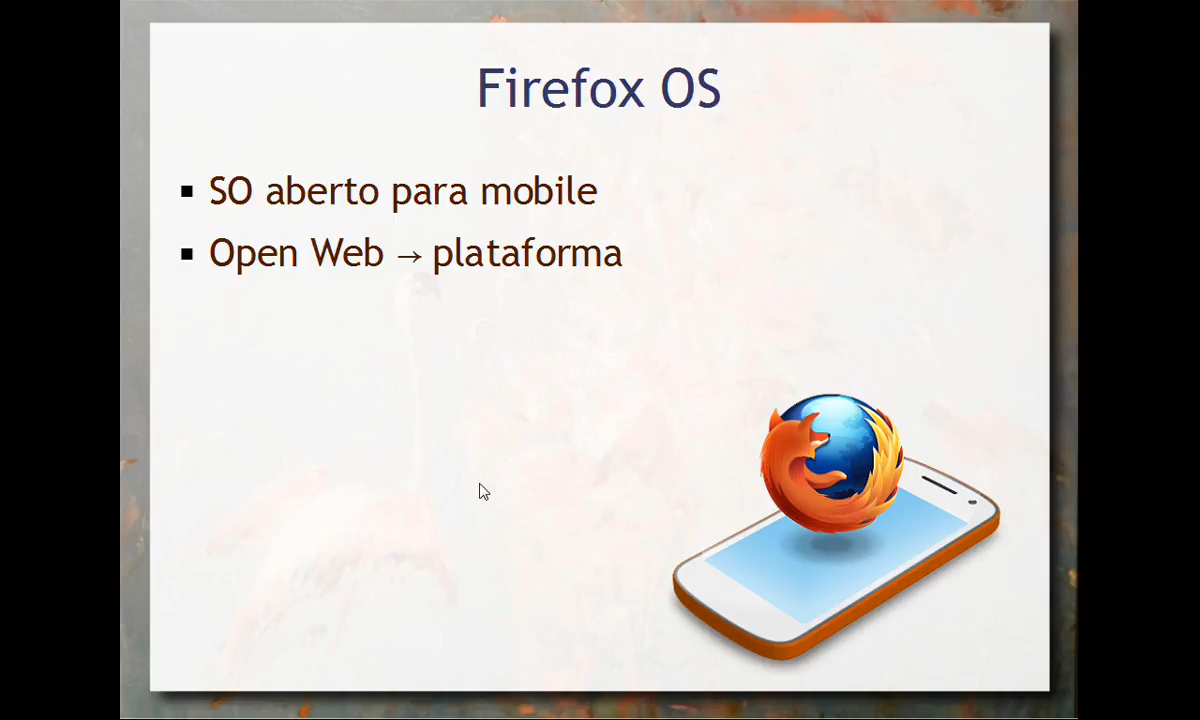 Firefox OS
▪ SO aberto para mobile
▪ Open Web → plataforma